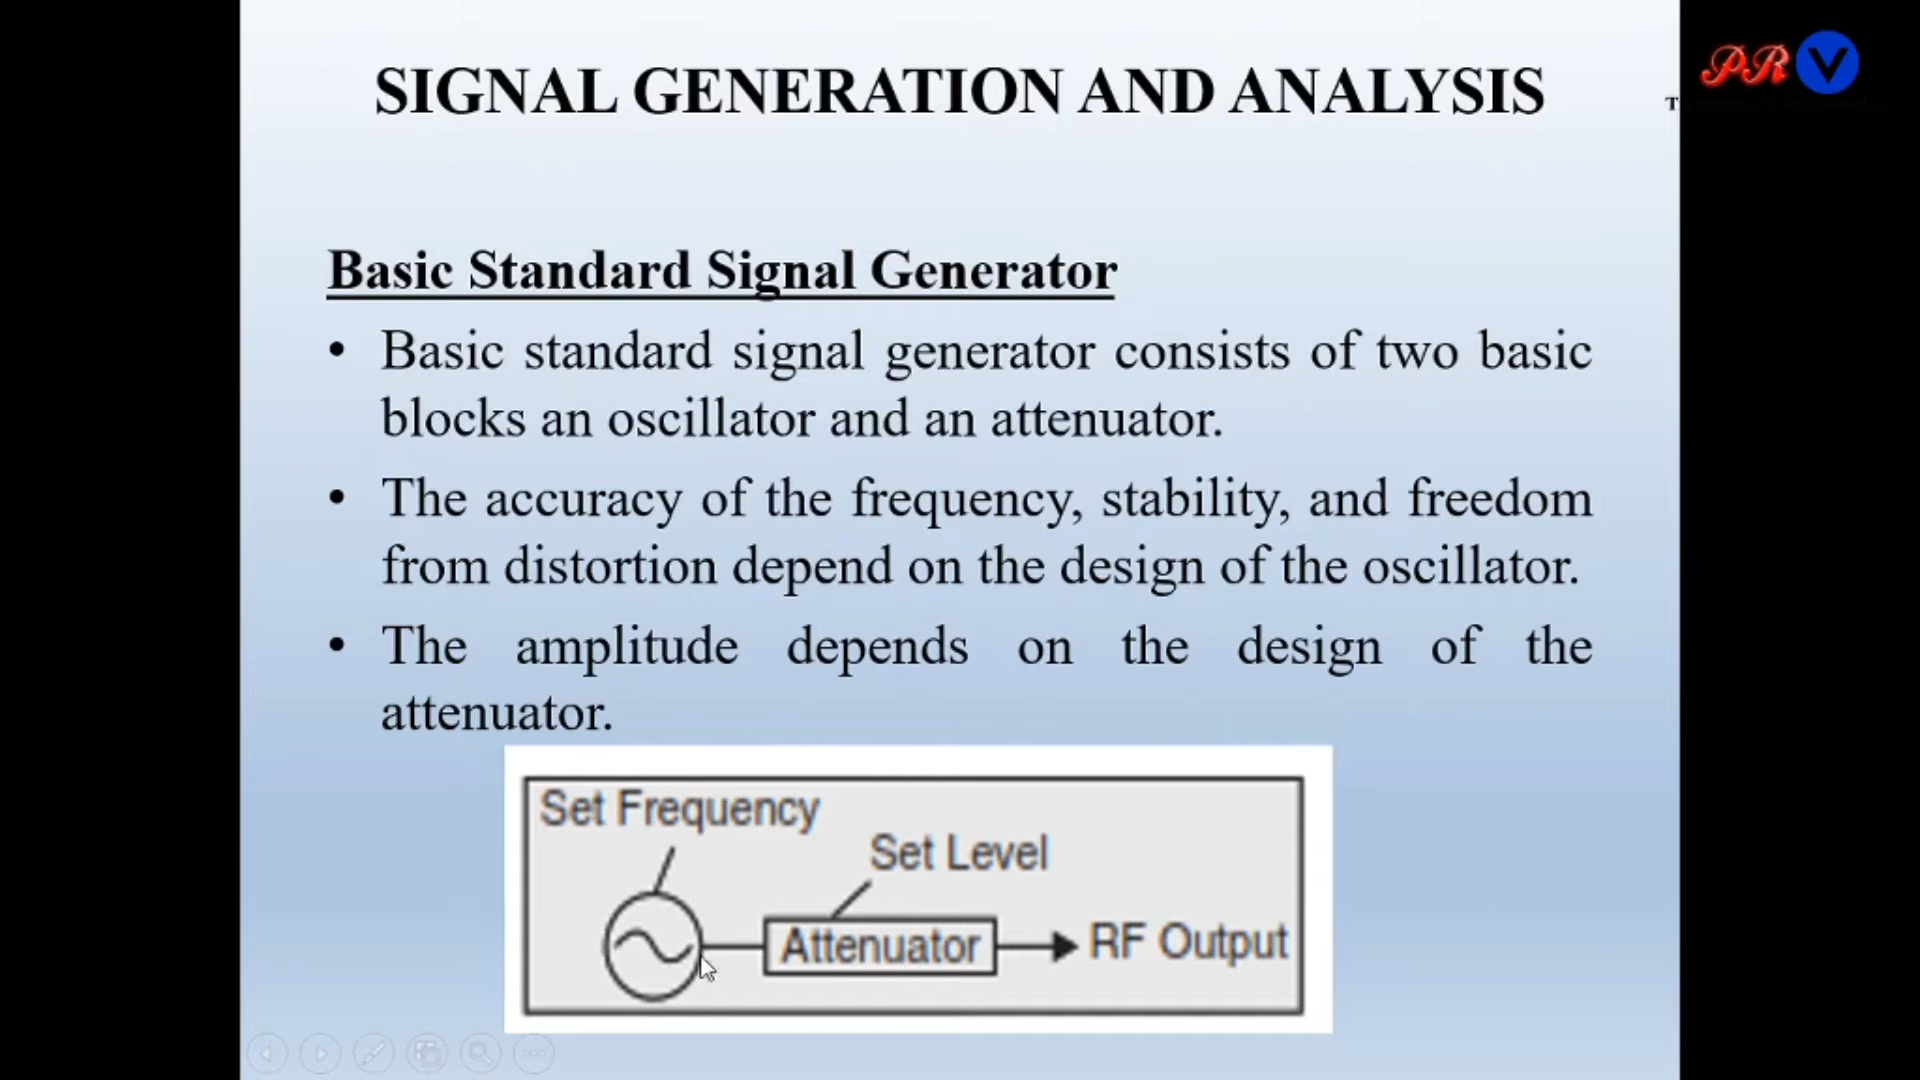 SIGNAL GENERATION AND ANALYSIS
PR V
T
Basic Standard Signal Generator
• Basic standard signal generator consists of two basic
blocks an oscillator and an attenuator.
• The accuracy of the frequency, stability, and freedom
from distortion depend on the design of the oscillator.
• The amplitude depends on the design of the
attenuator.
Set Frequency
Set Level
Attenuator
RF Output